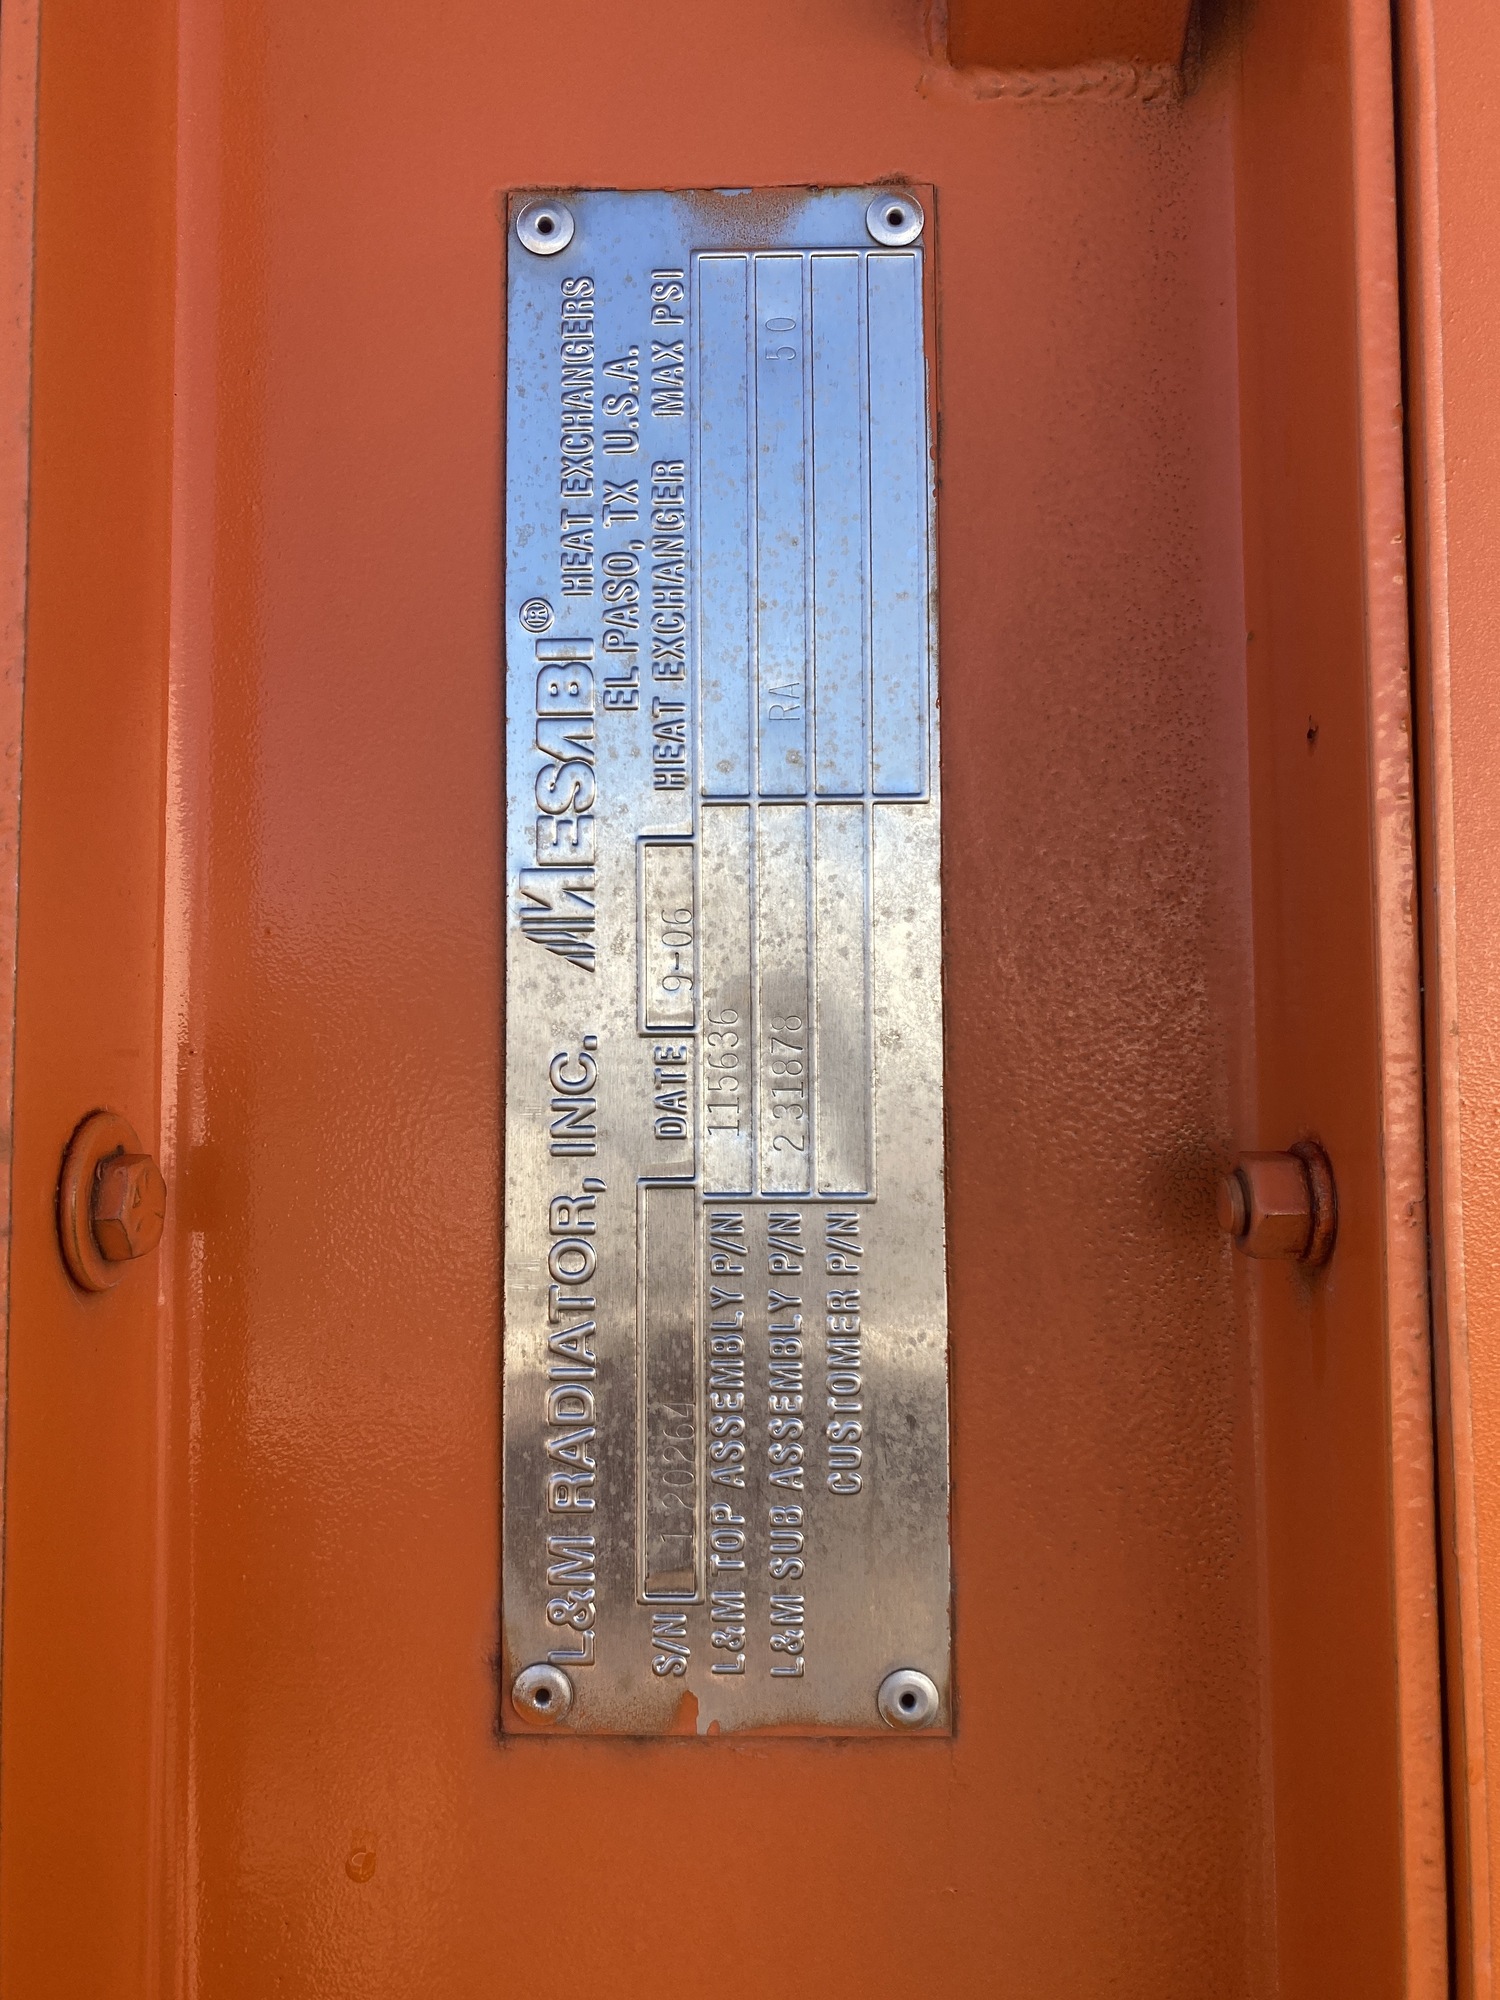 L&M RADIATOR, INC. MESABI® HEAT EXCHANGERS
EL PASO, TX U.S.A.
S/N 120264 DATE 9-06 HEAT EXCHANGER MAX PSI
L&M TOP ASSEMBLY P/N 115636
L&M SUB ASSEMBLY P/N 231878 RA 50
CUSTOMER P/N